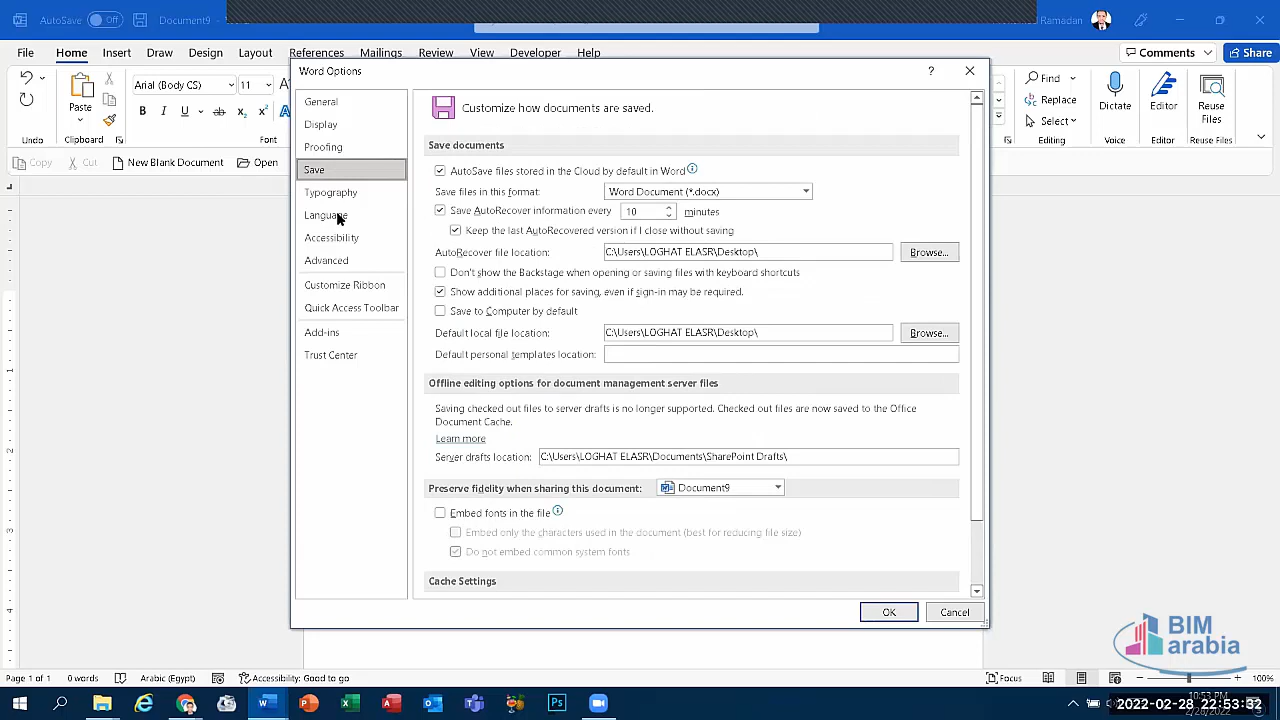 AutoSave Off Document9 Ramadan
File Home Insert Draw Design Layout References Mailings Review View Developer Help Comments Share
Word Options ?
Arial (Body CS) 11
Paste
Find
Replace
Select
Dictate Editor Reuse Files
Undo Clipboard Font Editing Voice Editor Reuse Files
Copy Cut New Blank Document Open
General
Display
Proofing
Save
Typography
Language
Accessibility
Advanced
Customize Ribbon
Quick Access Toolbar
Add-ins
Trust Center
Customize how documents are saved.
Save documents
AutoSave files stored in the Cloud by default in Word
Save files in this format: Word Document (*.docx)
Save AutoRecover information every 10 minutes
Keep the last AutoRecovered version if I close without saving
AutoRecover file location: C:\Users\LOGHAT ELASR\Desktop\ Browse...
Don't show the Backstage when opening or saving files with keyboard shortcuts
Show additional places for saving, even if sign-in may be required.
Save to Computer by default
Default local file location: C:\Users\LOGHAT ELASR\Desktop\ Browse...
Default personal templates location:
Offline editing options for document management server files
Saving checked out files to server drafts is no longer supported. Checked out files are now saved to the Office
Document Cache.
Learn more
Server drafts location: C:\Users\LOGHAT ELASR\Documents\SharePoint Drafts\
Preserve fidelity when sharing this document: Document9
Embed fonts in the file
Embed only the characters used in the document (best for reducing file size)
Do not embed common system fonts
Cache Settings
OK Cancel
BIM
arabia
Page 1 of 1 0 words Arabic (Egypt) Accessibility: Good to go Focus 100%
2022-02-28 22:53:32